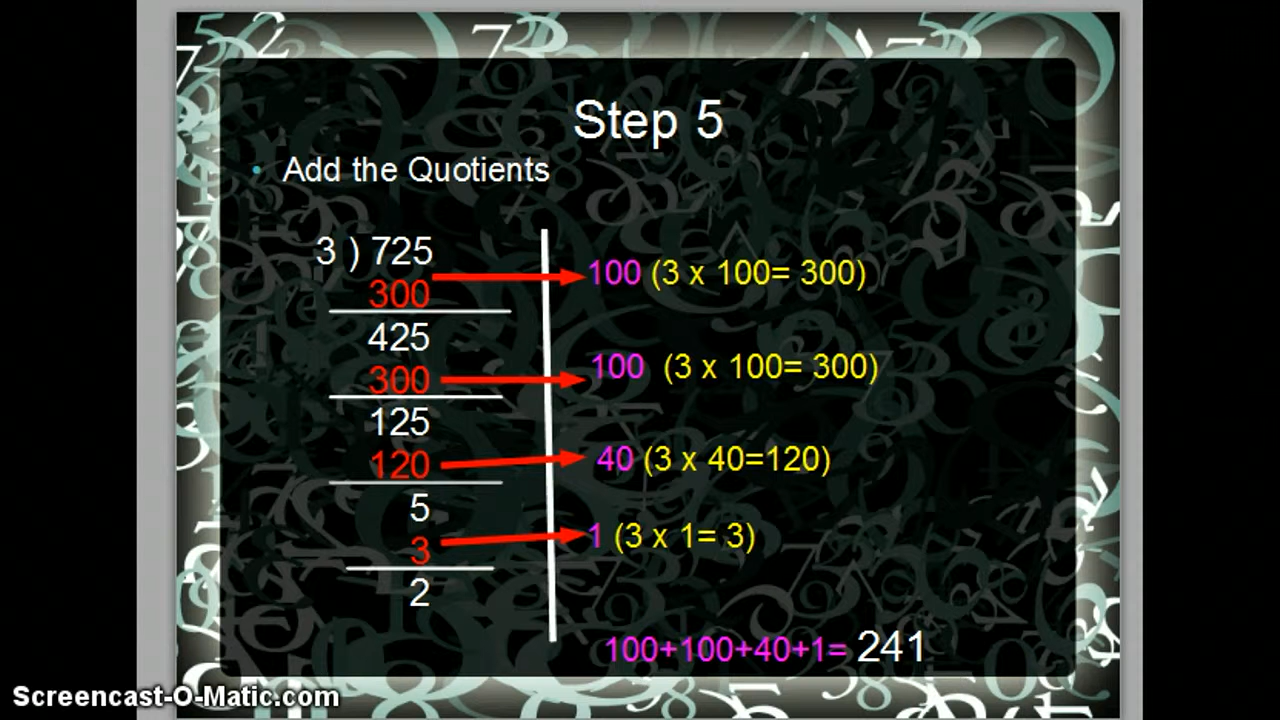 Step 5
• Add the Quotients
3 ) 725
300
100 (3 x 100= 300)
425
300
100 (3 x 100= 300)
125
120
40 (3 x 40=120)
5
3
1 (3 x 1= 3)
2
100+100+40+1= 241
Screencast-O-Matic.com